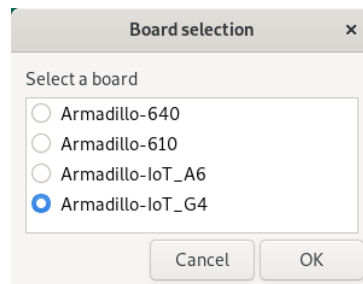 Board selection ×
Select a board
Armadillo-640
Armadillo-610
Armadillo-IoT_A6
Armadillo-IoT_G4
Cancel OK